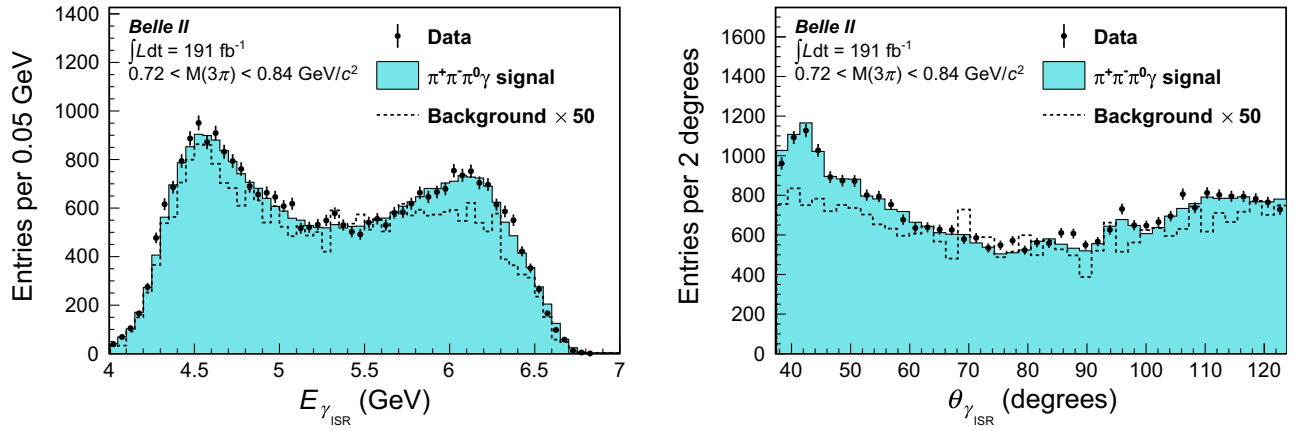 Belle II
∫Ldt = 191 fb⁻¹
0.72 < M(3π) < 0.84 GeV/c²
Data
π⁺π⁻π⁰γ signal
Background × 50
Entries per 0.05 GeV
1400
1200
1000
800
600
400
200
0
4 4.5 5 5.5 6 6.5 7
E_γ_ISR (GeV)
Belle II
∫Ldt = 191 fb⁻¹
0.72 < M(3π) < 0.84 GeV/c²
Data
π⁺π⁻π⁰γ signal
Background × 50
Entries per 2 degrees
1600
1400
1200
1000
800
600
400
200
0
40 50 60 70 80 90 100 110 120
θ_γ_ISR (degrees)